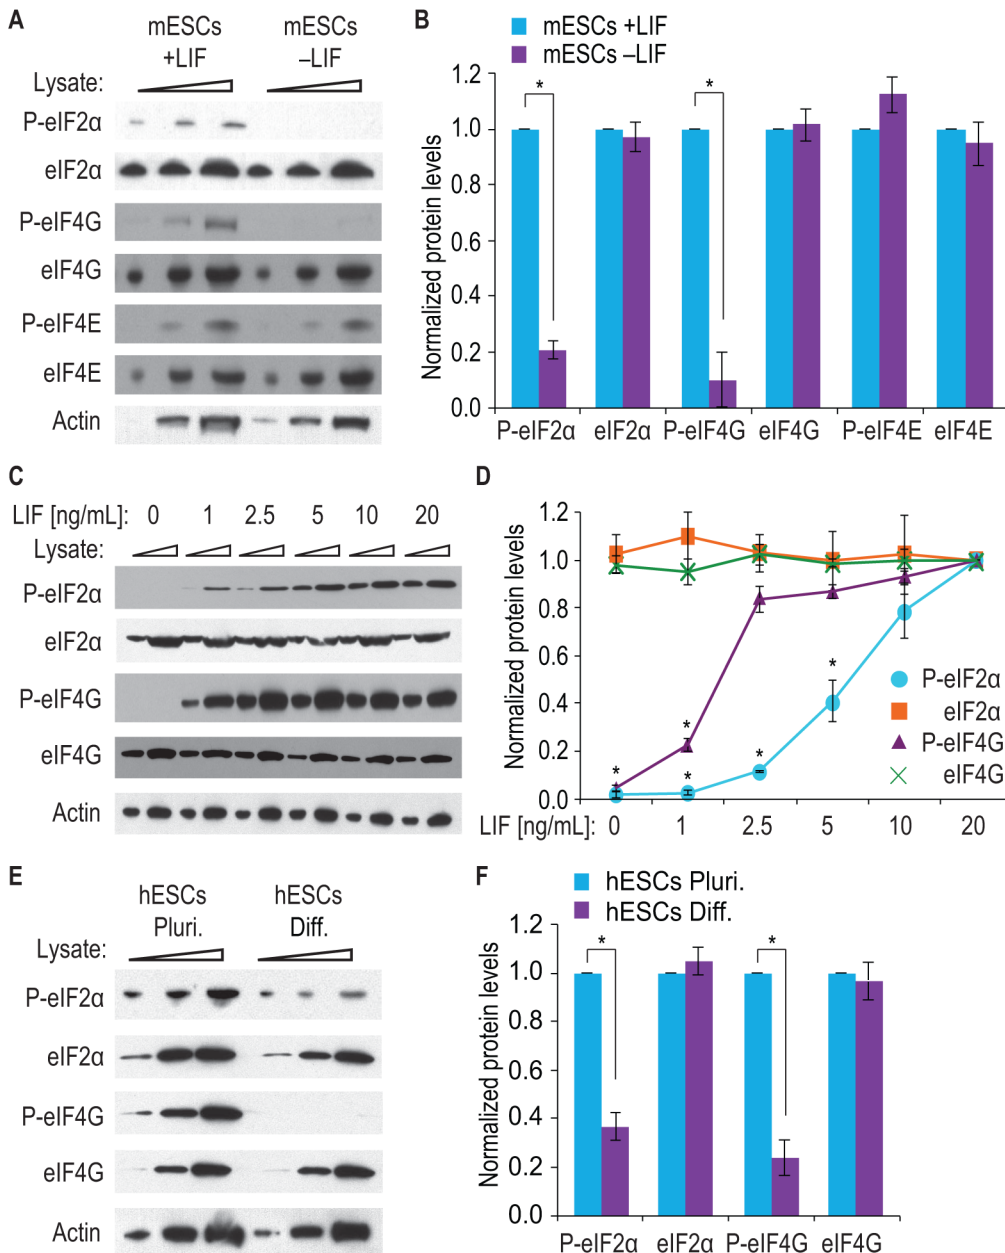 A
mESCs +LIF
mESCs –LIF
Lysate:
P-eIF2α
eIF2α
P-eIF4G
eIF4G
P-eIF4E
eIF4E
Actin
B
mESCs +LIF
mESCs –LIF
*
*
Normalized protein levels
1.2
1.0
0.8
0.6
0.4
0.2
0.0
P-eIF2α eIF2α P-eIF4G eIF4G P-eIF4E eIF4E
C
LIF [ng/mL]: 0 1 2.5 5 10 20
Lysate:
P-eIF2α
eIF2α
P-eIF4G
eIF4G
Actin
D
Normalized protein levels
1.2
1.0
0.8
0.6
0.4
0.2
0.0
*
*
*
*
*
P-eIF2α
eIF2α
P-eIF4G
eIF4G
LIF [ng/mL]: 0 1 2.5 5 10 20
E
hESCs Pluri.
hESCs Diff.
Lysate:
P-eIF2α
eIF2α
P-eIF4G
eIF4G
Actin
F
hESCs Pluri.
hESCs Diff.
*
*
Normalized protein levels
1.2
1.0
0.8
0.6
0.4
0.2
0.0
P-eIF2α eIF2α P-eIF4G eIF4G